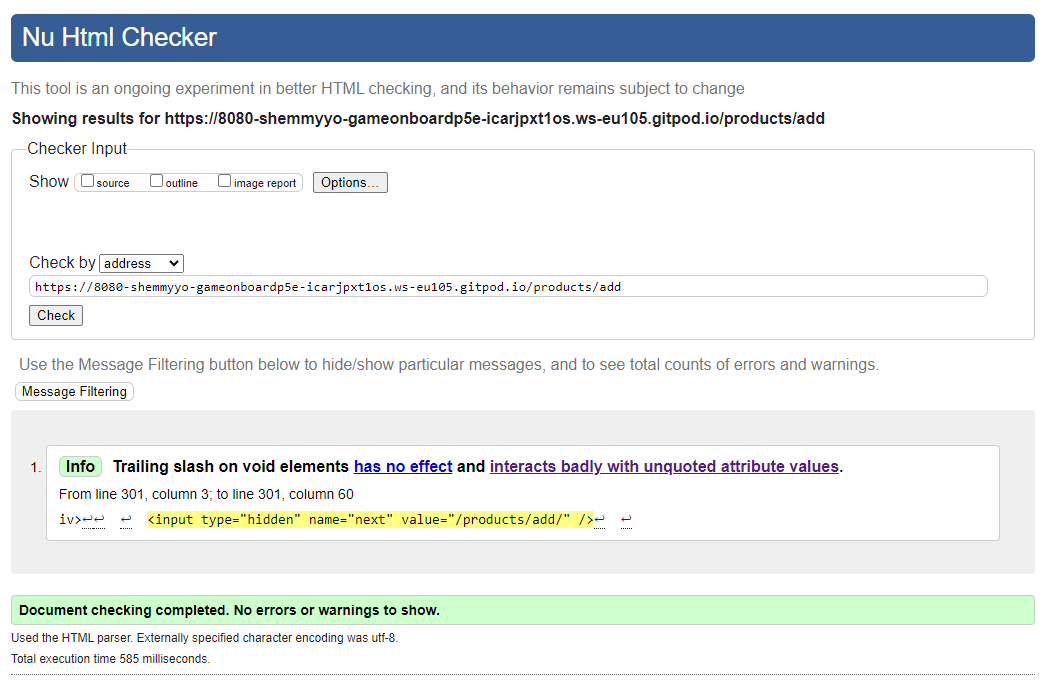 Nu Html Checker
This tool is an ongoing experiment in better HTML checking, and its behavior remains subject to change
Showing results for https://8080-shemmyyo-gameonboardp5e-icarjpxt1os.ws-eu105.gitpod.io/products/add
Checker Input
Show source outline image report Options...
Check by address
https://8080-shemmyyo-gameonboardp5e-icarjpxt1os.ws-eu105.gitpod.io/products/add
Check
Use the Message Filtering button below to hide/show particular messages, and to see total counts of errors and warnings.
Message Filtering
1. Info Trailing slash on void elements has no effect and interacts badly with unquoted attribute values.
From line 301, column 3; to line 301, column 60
iv>↩↩ ↩ <input type="hidden" name="next" value="/products/add/" />↩ ↩
Document checking completed. No errors or warnings to show.
Used the HTML parser. Externally specified character encoding was utf-8.
Total execution time 585 milliseconds.